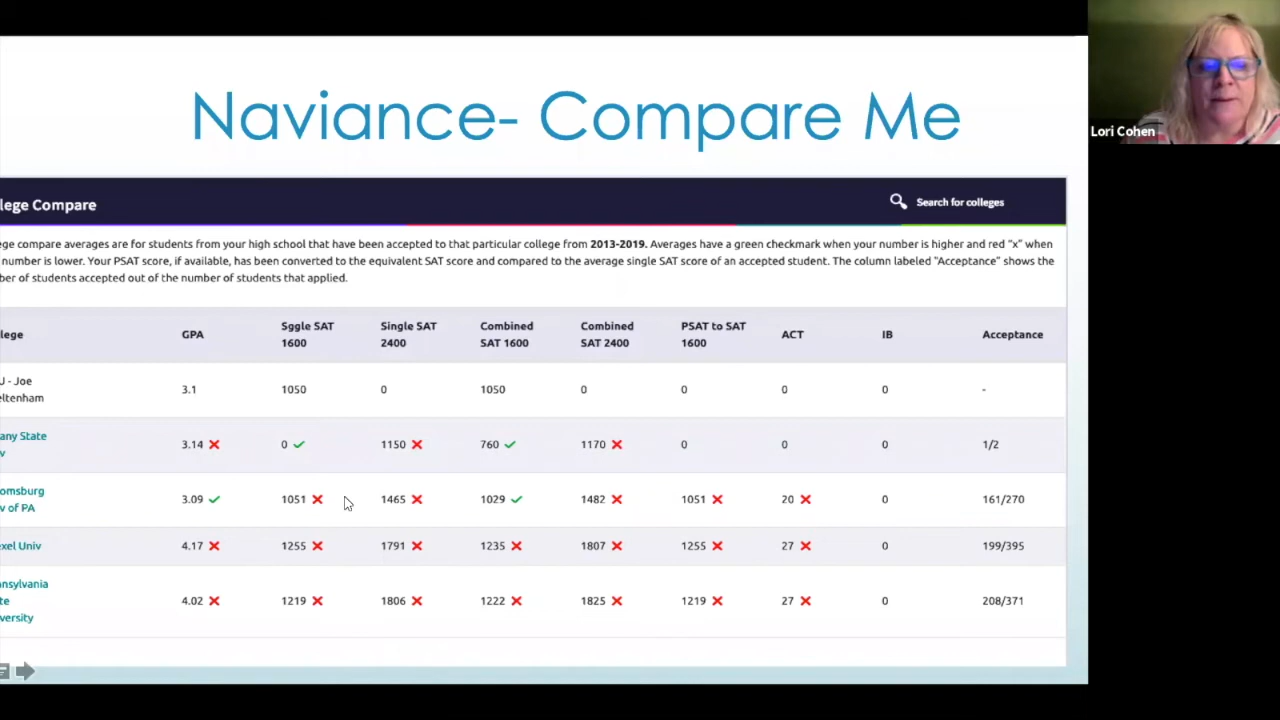 Naviance- Compare Me
Lori Cohen
lege Compare
Search for colleges
ege compare averages are for students from your high school that have been accepted to that particular college from 2013-2019. Averages have a green checkmark when your number is higher and red "x" when
number is lower. Your PSAT score, if available, has been converted to the equivalent SAT score and compared to the average single SAT score of an accepted student. The column labeled "Acceptance" shows the
ber of students accepted out of the number of students that applied.
lege GPA Sggle SAT 1600 Single SAT 2400 Combined SAT 1600 Combined SAT 2400 PSAT to SAT 1600 ACT IB Acceptance
U - Joe
eltenham
3.1 1050 0 1050 0 0 0 0 -
any State
v
3.14 0 1150 760 1170 0 0 0 1/2
omsburg
v of PA
3.09 1051 1465 1029 1482 1051 20 0 161/270
exel Univ 4.17 1255 1791 1235 1807 1255 27 0 199/395
nsylvania
te
versity
4.02 1219 1806 1222 1825 1219 27 0 208/371